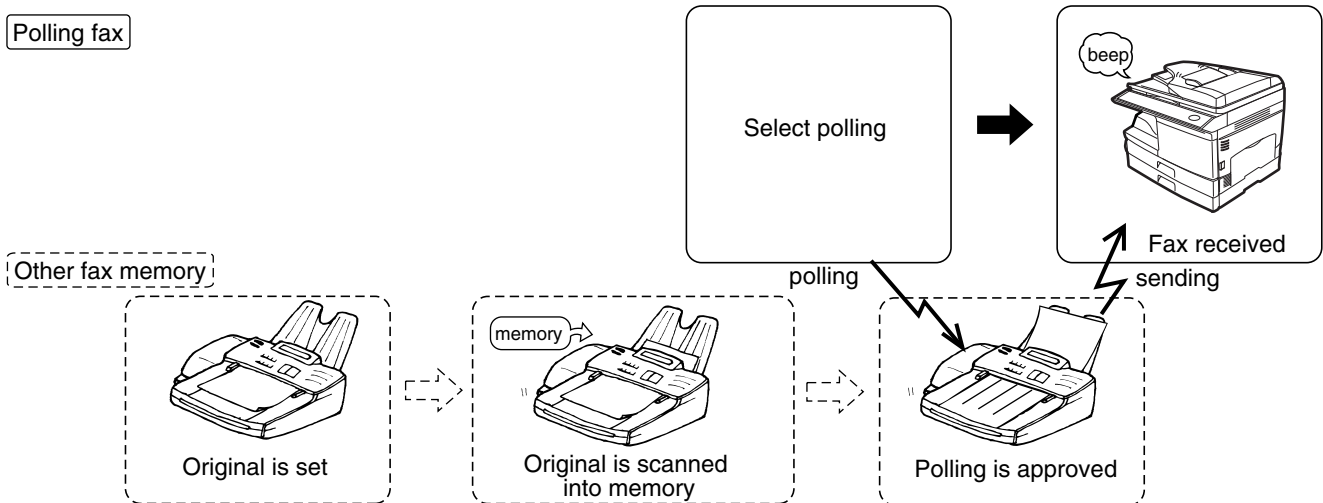 Polling fax
Select polling
beep
Fax received
Other fax memory
polling
sending
memory
Original is set
Original is scanned
into memory
Polling is approved